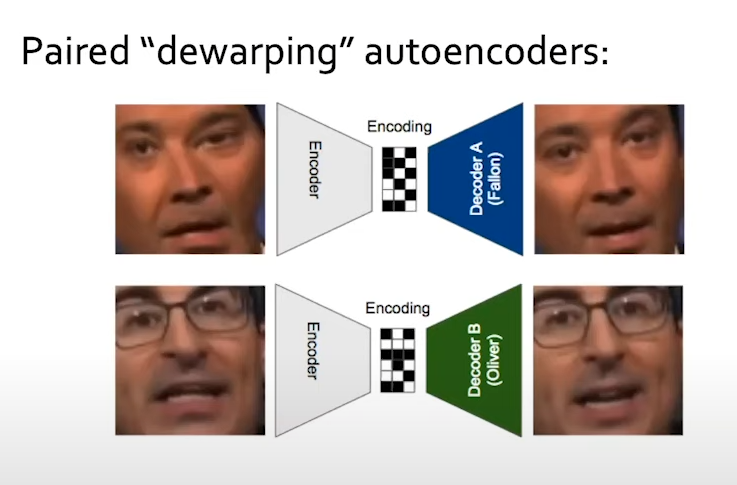 Paired “dewarping” autoencoders:
Encoding
Encoder
Decoder A
(Fallon)
Encoding
Encoder
Decoder B
(Oliver)